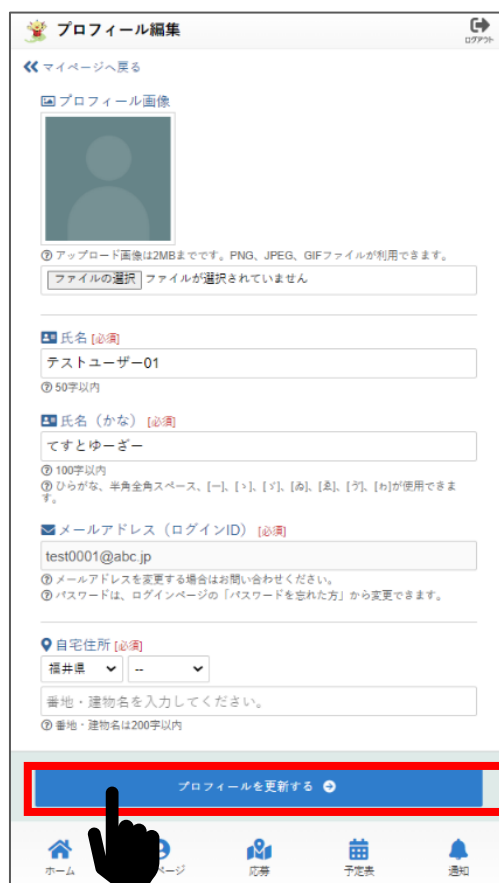 プロフィール編集
ログアウト
マイページへ戻る
プロフィール画像
アップロード画像は2MBまでです。PNG、JPEG、GIFファイルが利用できます。
ファイルの選択 ファイルが選択されていません
氏名 [必須]
テストユーザー01
50字以内
氏名（かな） [必須]
てすとゆーざー
100字以内
ひらがな、半角全角スペース、[ー]、[ゝ]、[ゞ]、[ゐ]、[ゑ]、[ゔ]、[ゎ]が使用できま
す。
メールアドレス（ログインID） [必須]
test0001@abc.jp
メールアドレスを変更する場合はお問い合わせください。
パスワードは、ログインページの「パスワードを忘れた方」から変更できます。
自宅住所 [必須]
福井県 --
番地・建物名を入力してください。
番地・建物名は200字以内
プロフィールを更新する
ホーム ページ 応募 予定表 通知